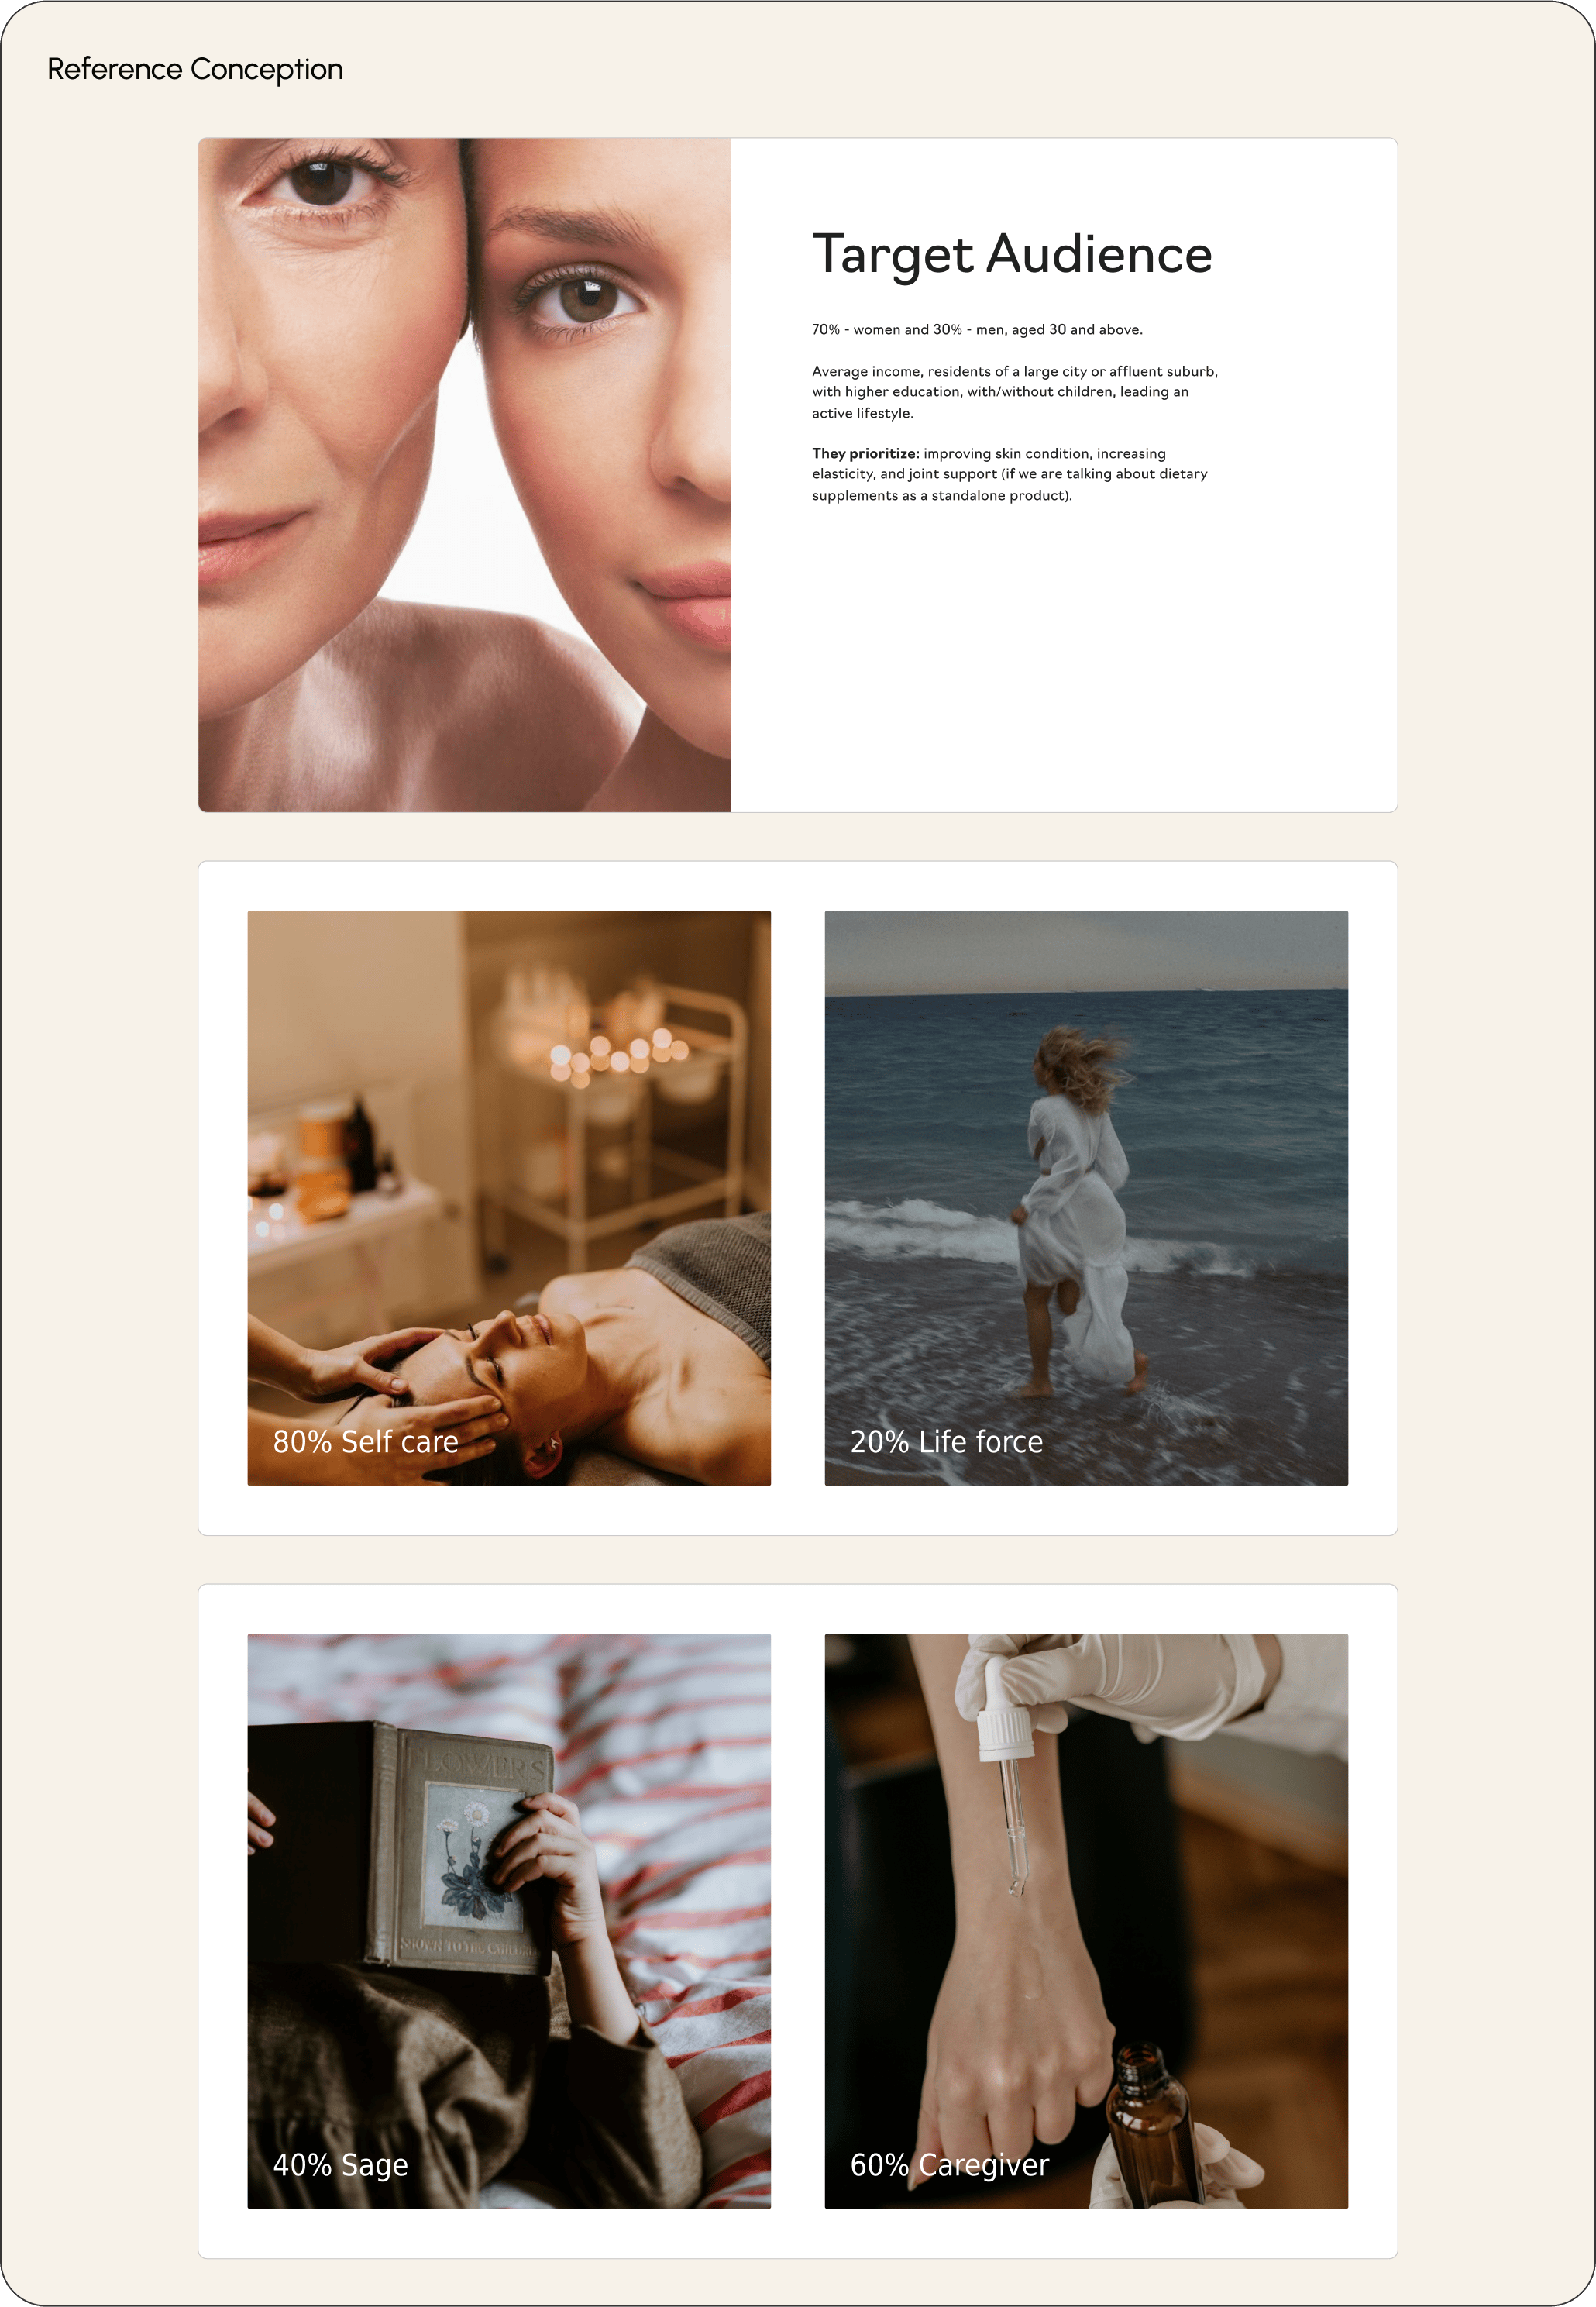 Reference Conception
Target Audience
70% - women and 30% - men, aged 30 and above.
Average income, residents of a large city or affluent suburb,
with higher education, with/without children, leading an
active lifestyle.
They prioritize: improving skin condition, increasing
elasticity, and joint support (if we are talking about dietary
supplements as a standalone product).
80% Self care
20% Life force
FLOWERS
SHOWN TO THE CHILDREN
40% Sage
60% Caregiver